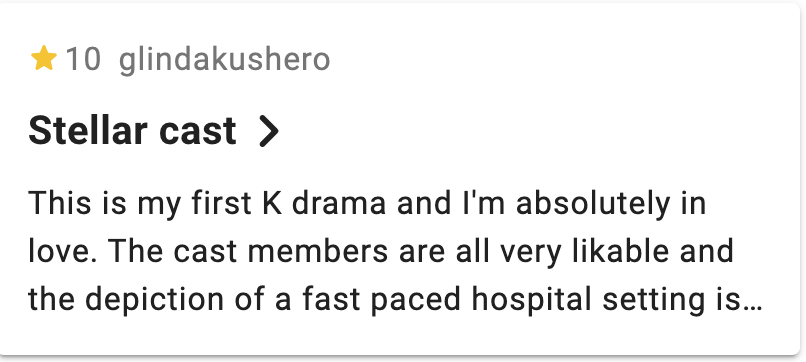 10 glindakushero
Stellar cast
This is my first K drama and I'm absolutely in
love. The cast members are all very likable and
the depiction of a fast paced hospital setting is...